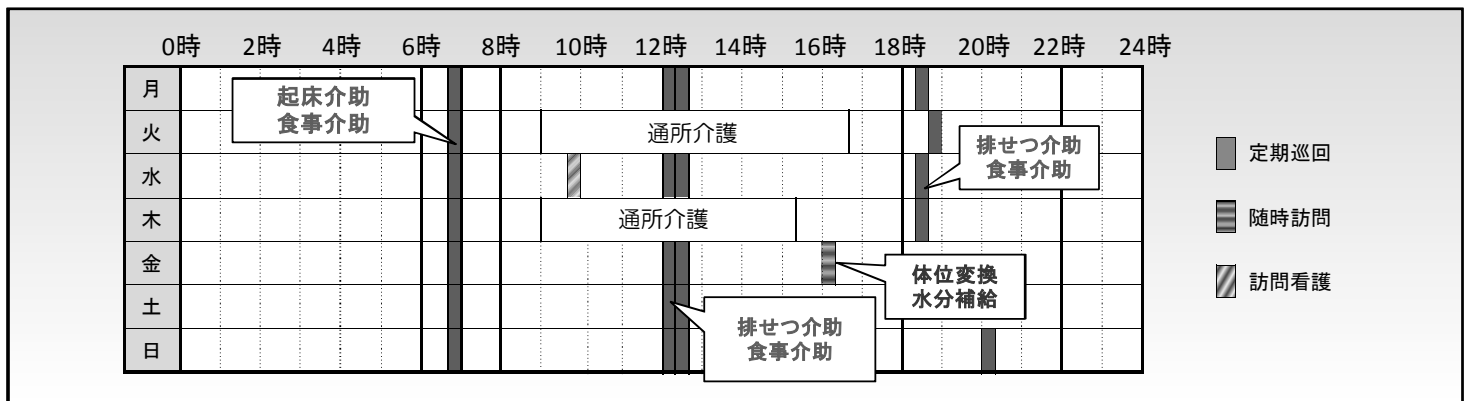 0時 2時 4時 6時 8時 10時 12時 14時 16時 18時 20時 22時 24時
月
起床介助
食事介助
火
通所介護
排せつ介助
食事介助
定期巡回
水
木
通所介護
随時訪問
金
体位変換
水分補給
訪問看護
土
排せつ介助
食事介助
日